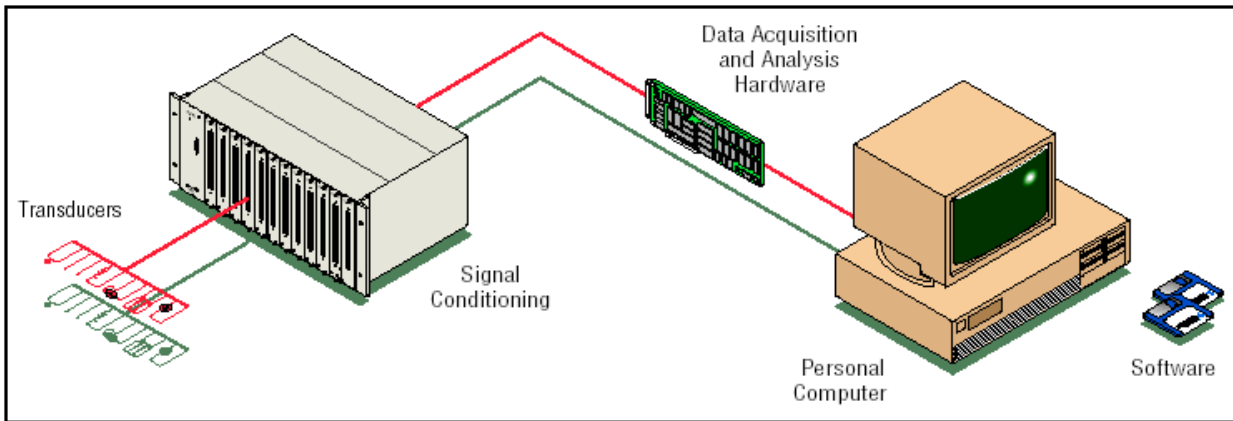 Data Acquisition
and Analysis
Hardware
Transducers
Signal
Conditioning
Personal
Computer
Software